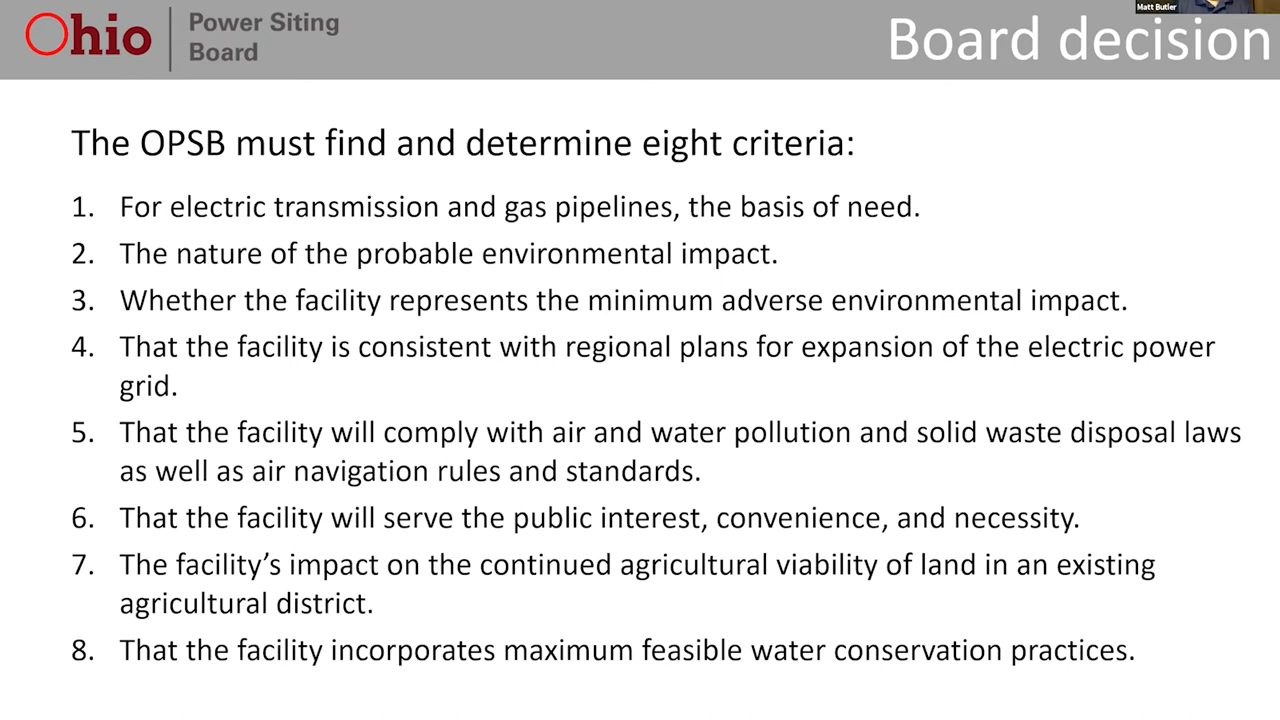 Matt Butler
Ohio
Power Siting
Board
Board decision
The OPSB must find and determine eight criteria:
1. For electric transmission and gas pipelines, the basis of need.
2. The nature of the probable environmental impact.
3. Whether the facility represents the minimum adverse environmental impact.
4. That the facility is consistent with regional plans for expansion of the electric power
grid.
5. That the facility will comply with air and water pollution and solid waste disposal laws
as well as air navigation rules and standards.
6. That the facility will serve the public interest, convenience, and necessity.
7. The facility’s impact on the continued agricultural viability of land in an existing
agricultural district.
8. That the facility incorporates maximum feasible water conservation practices.